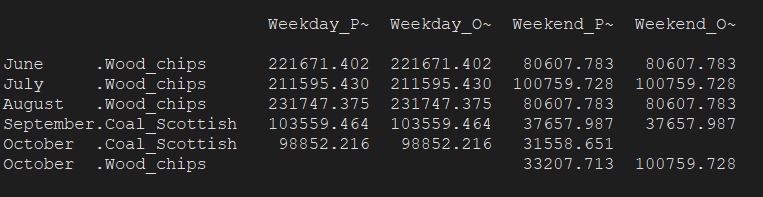 Weekday_P~ Weekday_O~ Weekend_P~ Weekend_O~
June .Wood_chips 221671.402 221671.402 80607.783 80607.783
July .Wood_chips 211595.430 211595.430 100759.728 100759.728
August .Wood_chips 231747.375 231747.375 80607.783 80607.783
September.Coal_Scottish 103559.464 103559.464 37657.987 37657.987
October .Coal_Scottish 98852.216 98852.216 31558.651
October .Wood_chips 33207.713 100759.728